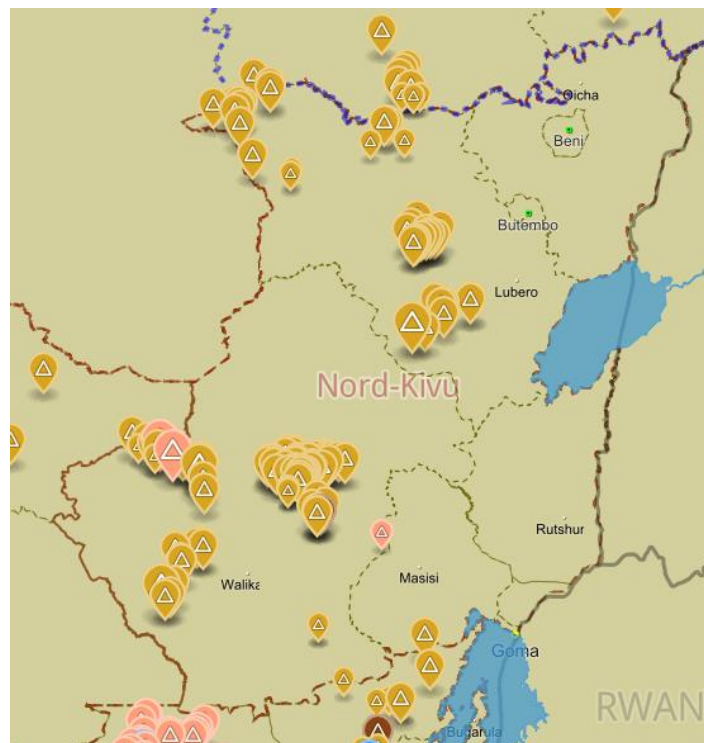 Oicha
Beni
Butembo
Lubero
Nord-Kivu
Rutshur
Walika
Masisi
Goma
RWAN
Bugarula